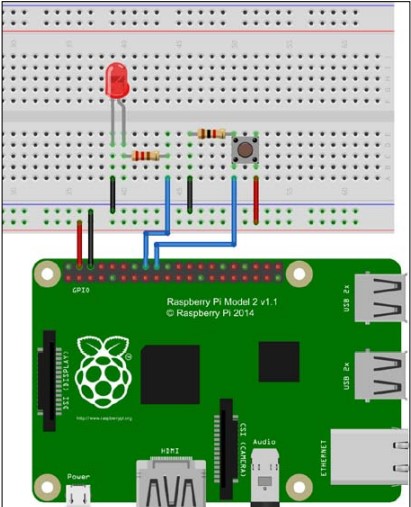 GPIO
Raspberry Pi Model 2 v1.1
© Raspberry Pi 2014
USB 2x
DSI (DISPLAY)
http://www.raspberrypi.org
USB 2x
HDMI
CSI (CAMERA)
Audio
ETHERNET
Power